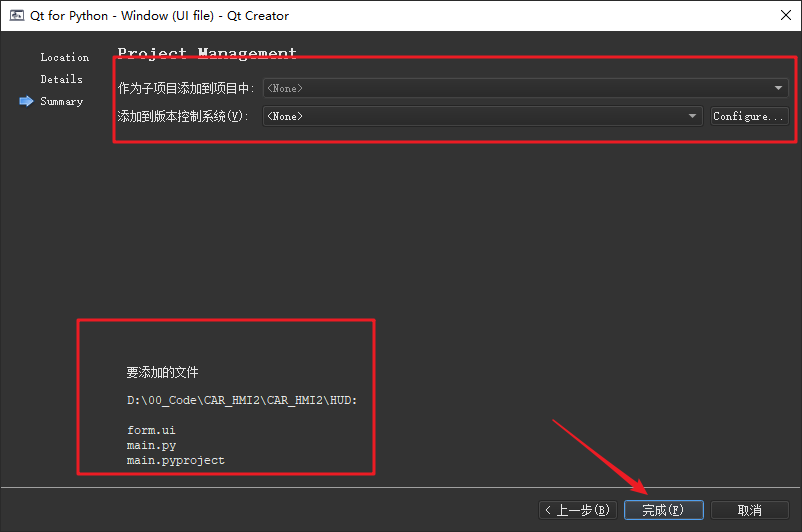 Qt for Python - Window (UI file) - Qt Creator
Location
Details
Summary
Project Management
作为子项目添加到项目中: <None>
添加到版本控制系统(V): <None> Configure...
要添加的文件
D:\00_Code\CAR_HMI2\CAR_HMI2\HUD:
form.ui
main.py
main.pyproject
< 上一步(B) 完成(F) 取消